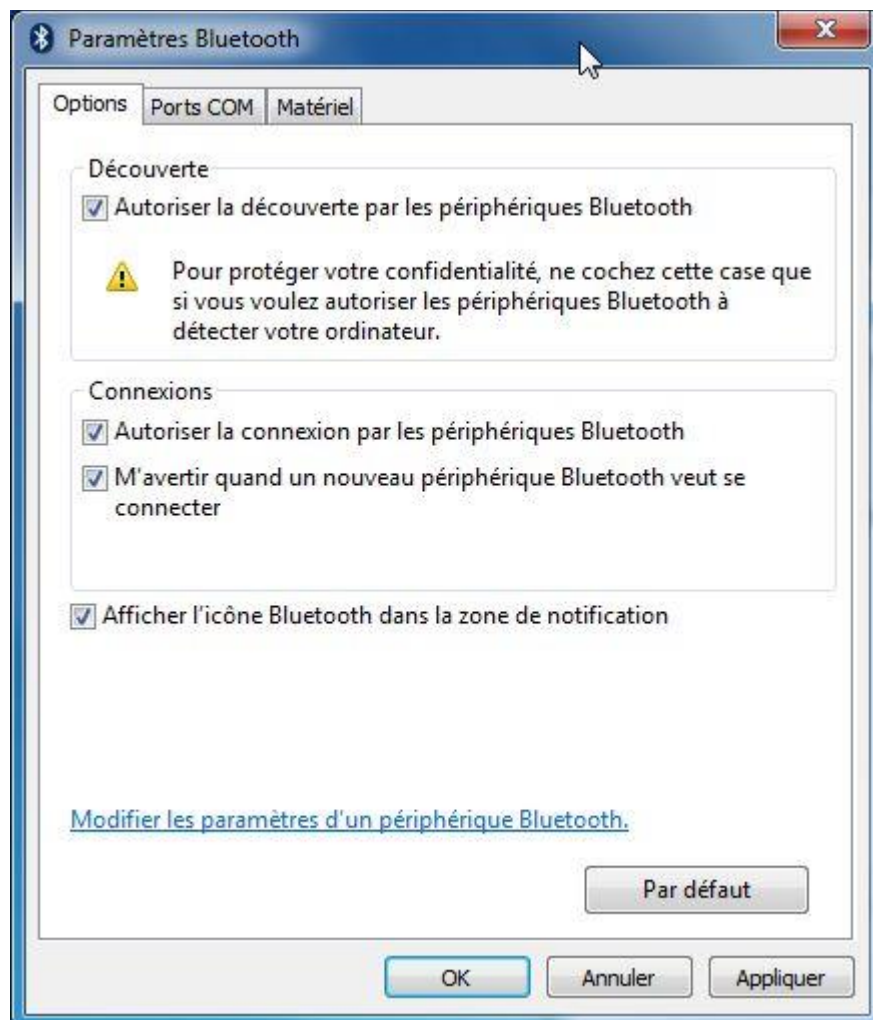 Paramètres Bluetooth
Options Ports COM Matériel
Découverte
Autoriser la découverte par les périphériques Bluetooth
Pour protéger votre confidentialité, ne cochez cette case que
si vous voulez autoriser les périphériques Bluetooth à
détecter votre ordinateur.
Connexions
Autoriser la connexion par les périphériques Bluetooth
M'avertir quand un nouveau périphérique Bluetooth veut se
connecter
Afficher l'icône Bluetooth dans la zone de notification
Modifier les paramètres d'un périphérique Bluetooth.
Par défaut
OK Annuler Appliquer